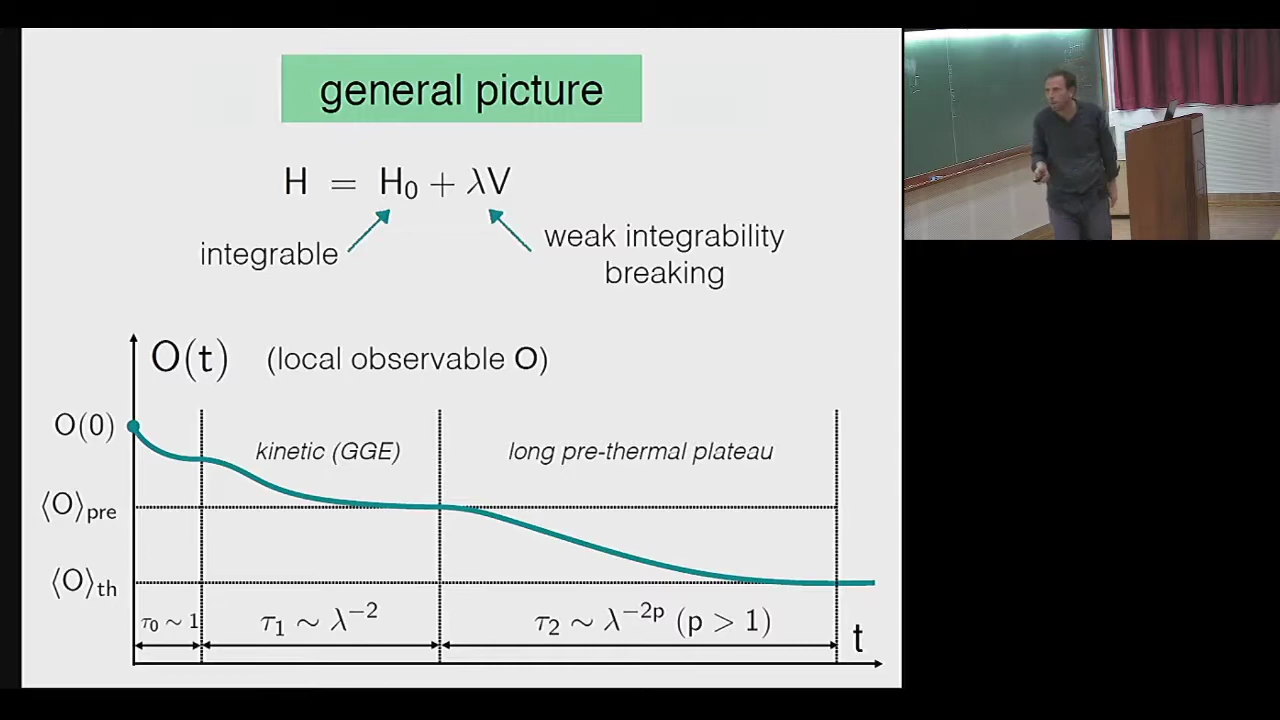 general picture
H = H₀ + λV
integrable
weak integrability
breaking
O(t) (local observable O)
O(0)
kinetic (GGE)
long pre-thermal plateau
⟨O⟩pre
⟨O⟩th
τ₀ ∼ 1
τ₁ ∼ λ⁻²
τ₂ ∼ λ⁻²ᵖ (p > 1)
t